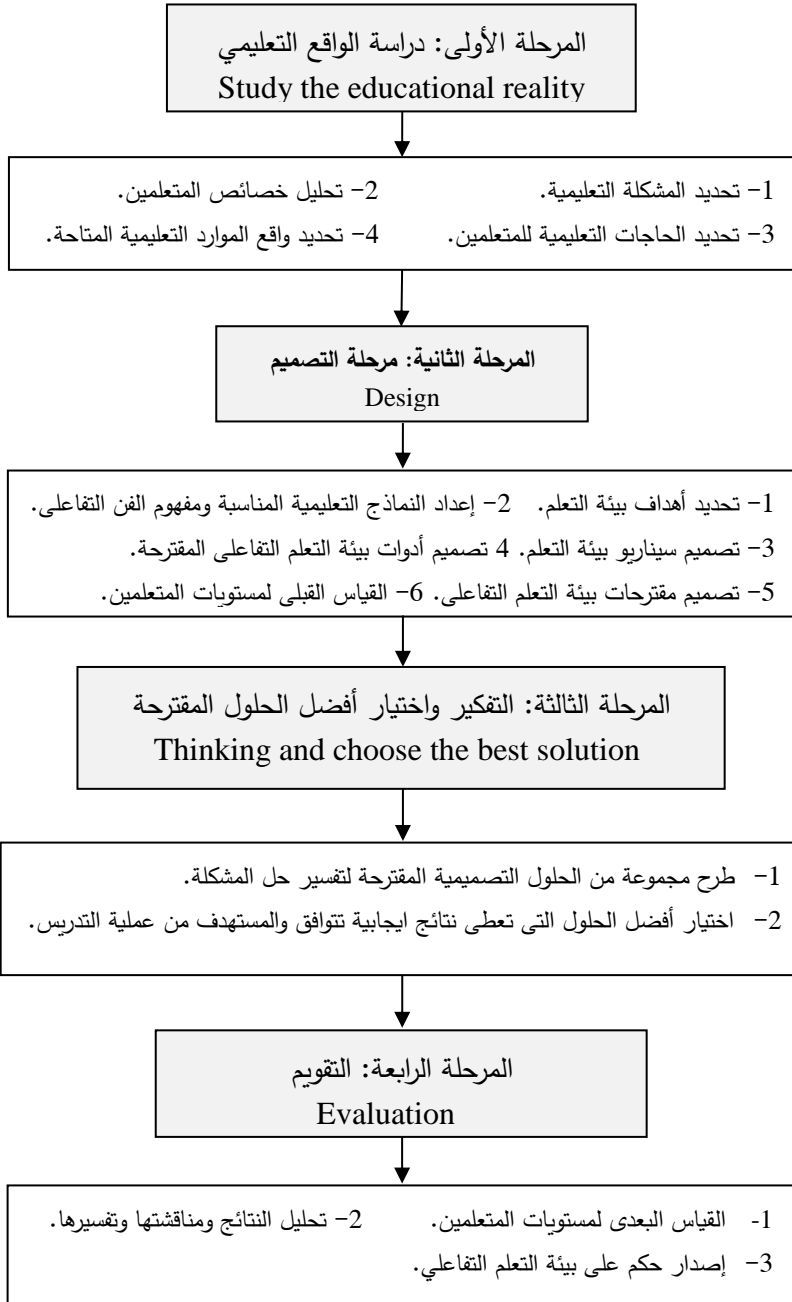 المرحلة الأولى: دراسة الواقع التعليمي
Study the educational reality
1- تحديد المشكلة التعليمية. 2- تحليل خصائص المتعلمين.
3- تحديد الحاجات التعليمية للمتعلمين. 4- تحديد واقع الموارد التعليمية المتاحة.
المرحلة الثانية: مرحلة التصميم
Design
1- تحديد أهداف بيئة التعلم. 2- إعداد النماذج التعليمية المناسبة ومفهوم الفن التفاعلى.
3- تصميم سيناريو بيئة التعلم. 4 تصميم أدوات بيئة التعلم التفاعلى المقترحة.
5- تصميم مقترحات بيئة التعلم التفاعلى. 6- القياس القبلى لمستويات المتعلمين.
المرحلة الثالثة: التفكير واختيار أفضل الحلول المقترحة
Thinking and choose the best solution
1- طرح مجموعة من الحلول التصميمية المقترحة لتفسير حل المشكلة.
2- اختيار أفضل الحلول التى تعطى نتائج ايجابية تتوافق والمستهدف من عملية التدريس.
المرحلة الرابعة: التقويم
Evaluation
1- القياس البعدى لمستويات المتعلمين. 2- تحليل النتائج ومناقشتها وتفسيرها.
3- إصدار حكم على بيئة التعلم التفاعلي.